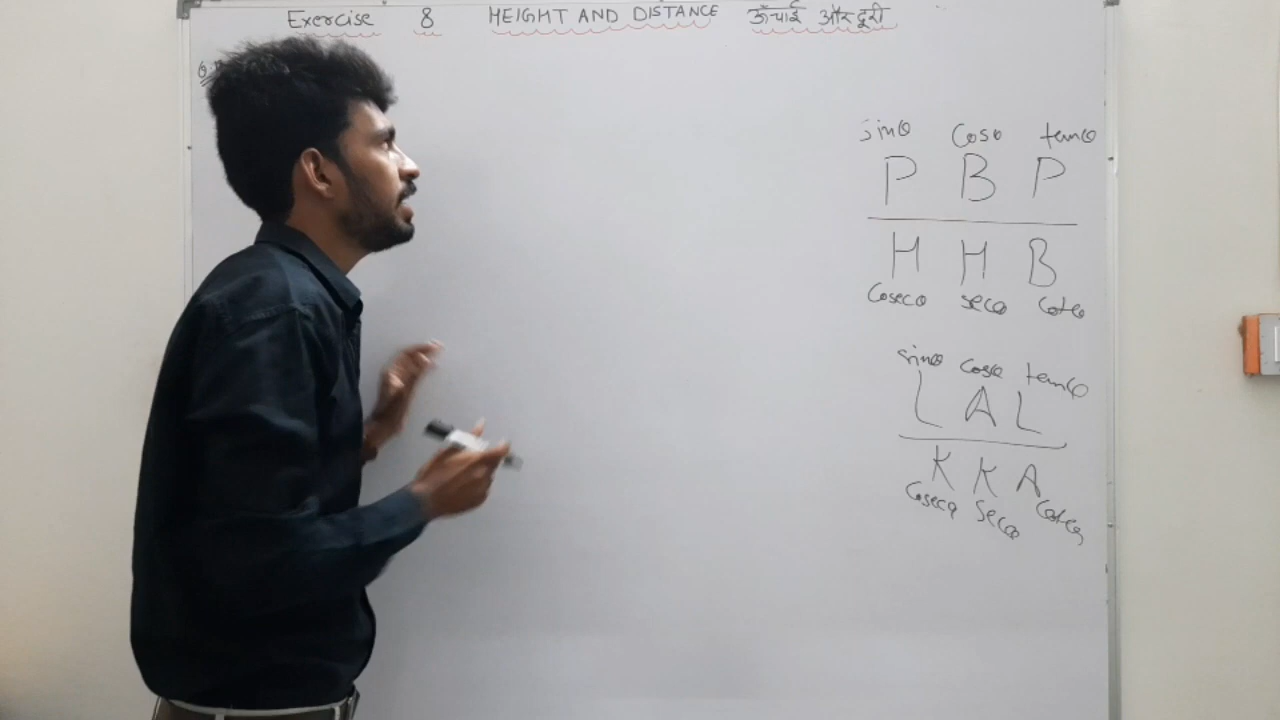 Exercise 8 HEIGHT AND DISTANCE ऊँचाई और दूरी
sinθ cosθ tanθ
P B P
H H B
cosecθ secθ cotθ
sinθ cosθ tanθ
L A L
K K A
cosecθ secθ cotθ